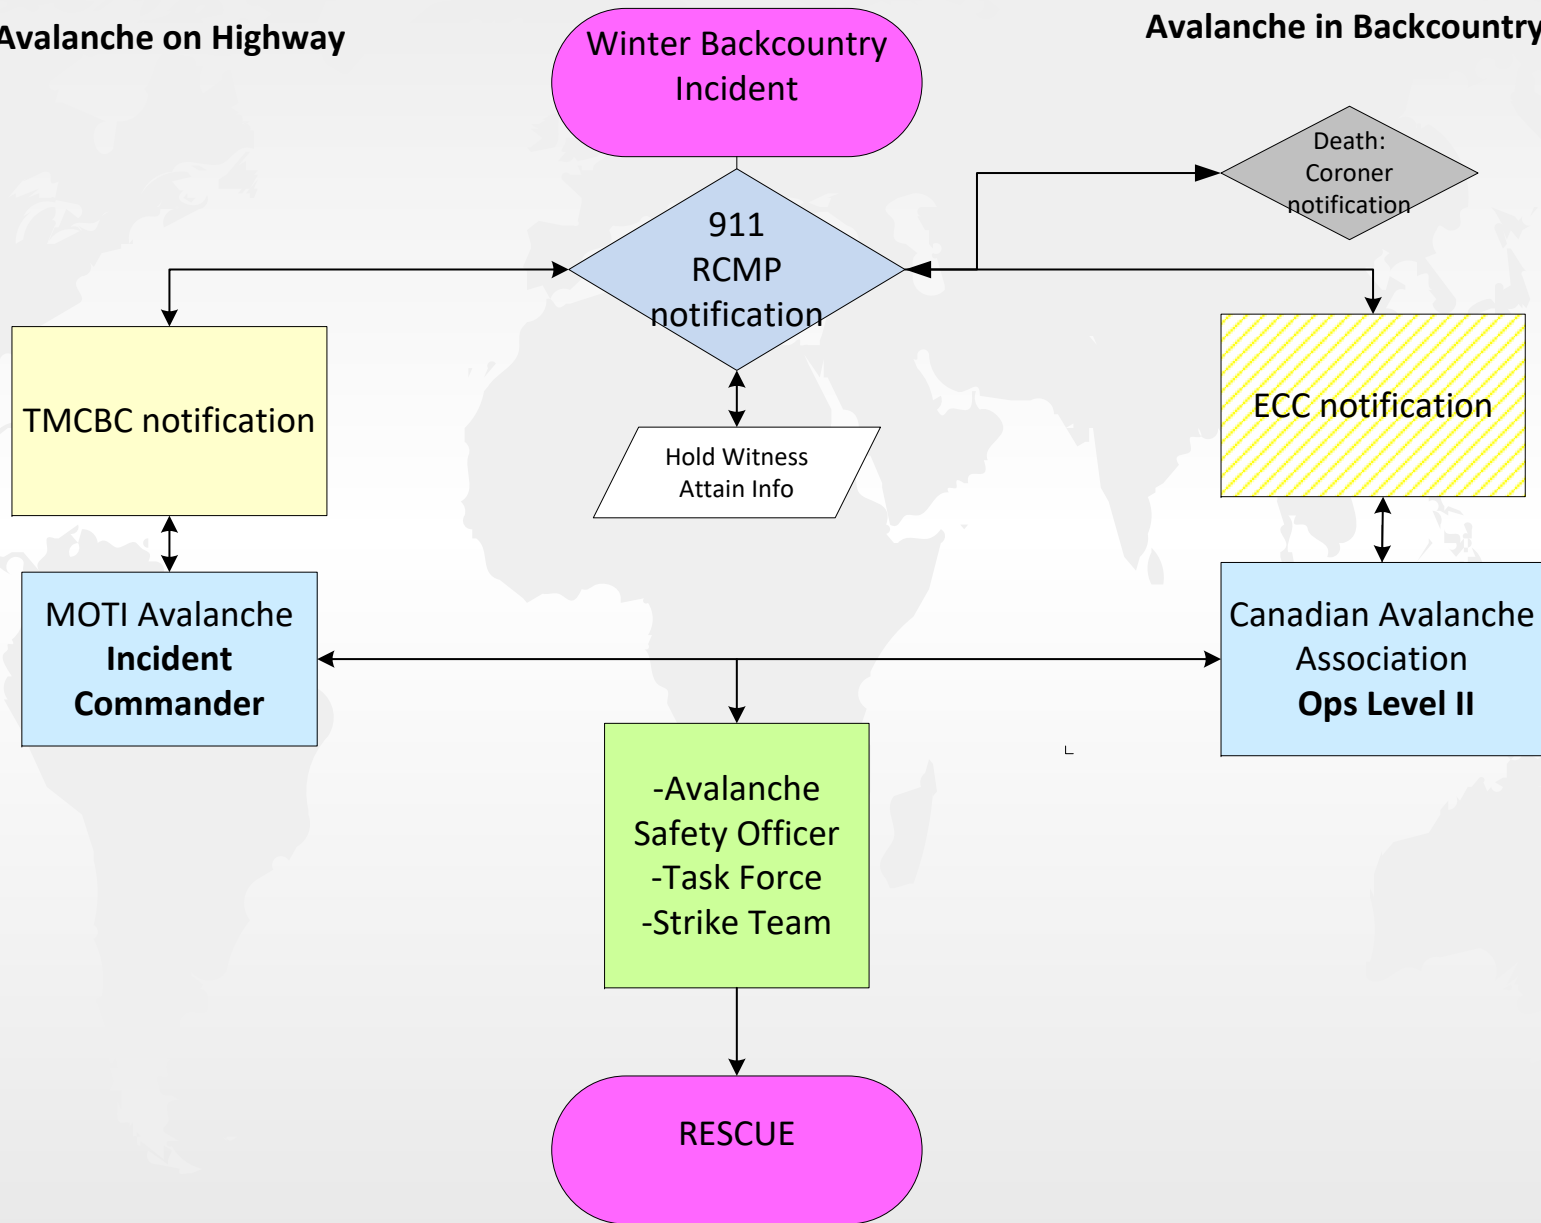 Avalanche on Highway
Avalanche in Backcountry
Winter Backcountry
Incident
Death:
Coroner
notification
911
RCMP
notification
TMCBC notification
Hold Witness
Attain Info
ECC notification
MOTI Avalanche
Incident
Commander
Canadian Avalanche
Association
Ops Level II
-Avalanche
Safety Officer
-Task Force
-Strike Team
RESCUE